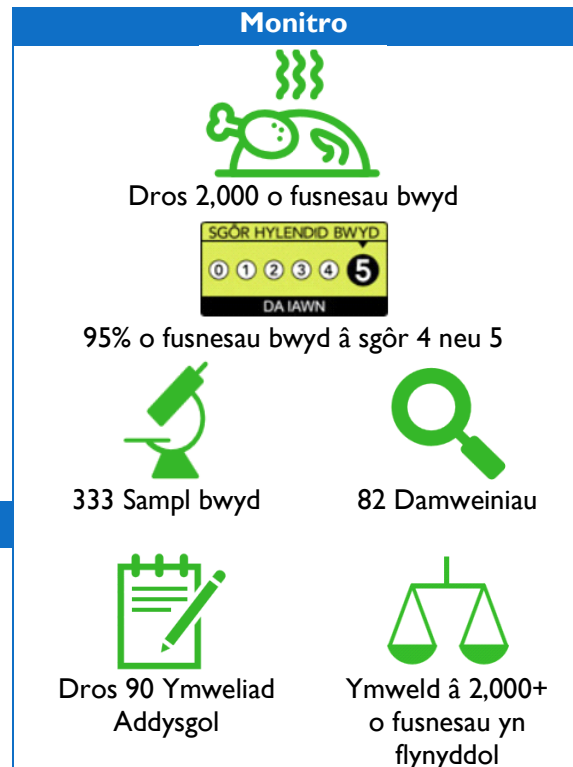 Monitro
Dros 2,000 o fusnesau bwyd
SGÔR HYLENDID BWYD
0 1 2 3 4 5
DA IAWN
95% o fusnesau bwyd â sgôr 4 neu 5
333 Sampl bwyd
82 Damweiniau
Dros 90 Ymweliad
Addysgol
Ymweld â 2,000+
o fusnesau yn
flynyddol